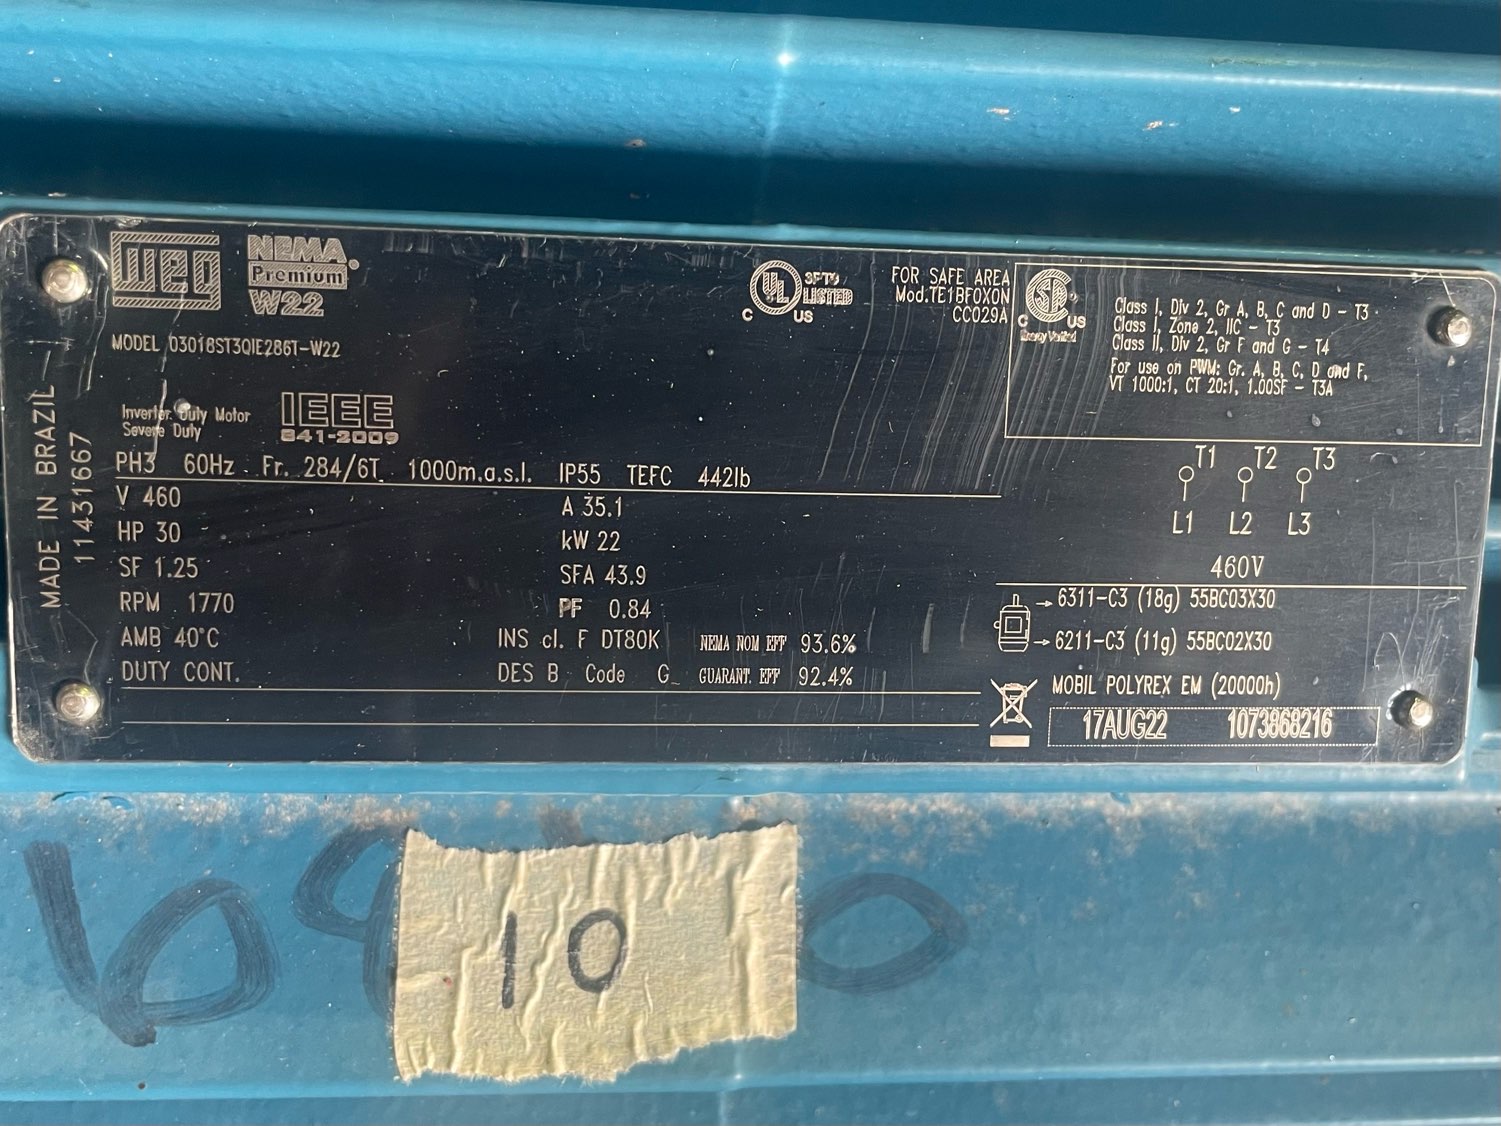 WEG
NEMA
Premium
W22
MODEL 03018ST3QIE286T-W22
Inverter Duty Motor
Severe Duty
IEEE
841-2009
UL LISTED
C US
FOR SAFE AREA
Mod.TE1BF0X0N
CC029A
C US
Energy Verified
Class I, Div 2, Gr A, B, C and D - T3
Class I, Zone 2, IIC - T3
Class II, Div 2, Gr F and G - T4
For use on PWM: Gr. A, B, C, D and F,
VT 1000:1, CT 20:1, 1.00SF - T3A
MADE IN BRAZIL
11431667
PH3 60Hz Fr. 284/6T 1000m.a.s.l. IP55 TEFC 442lb
V 460 A 35.1
HP 30 kW 22
SF 1.25 SFA 43.9
RPM 1770 PF 0.84
AMB 40°C INS cl. F DT80K NEMA NOM EFF 93.6%
DUTY CONT. DES B Code G GUARANT. EFF 92.4%
T1 T2 T3
L1 L2 L3
460V
6311-C3 (18g) 55BC03X30
6211-C3 (11g) 55BC02X30
MOBIL POLYREX EM (20000h)
17AUG22 1073868216
10